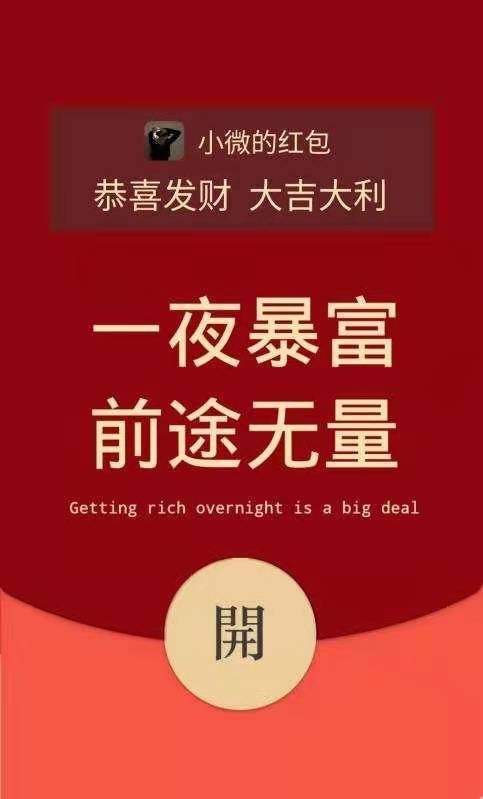 小微的红包
恭喜发财 大吉大利
一夜暴富
前途无量
Getting rich overnight is a big deal
開